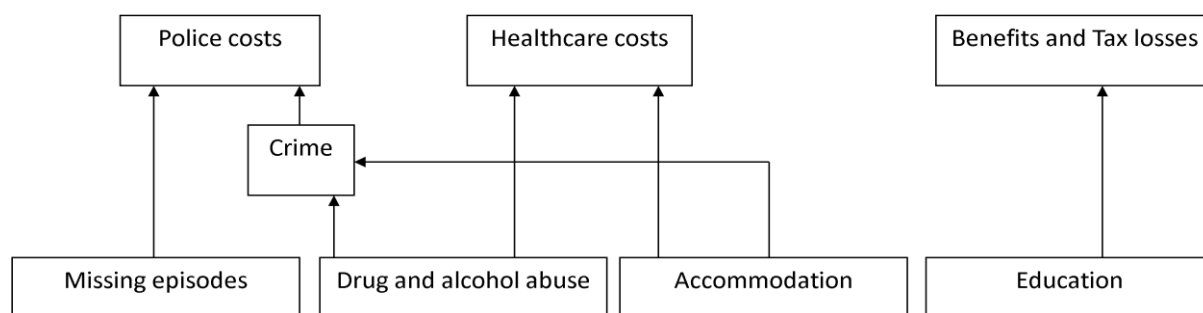 Police costs
Healthcare costs
Benefits and Tax losses
Crime
Missing episodes
Drug and alcohol abuse
Accommodation
Education